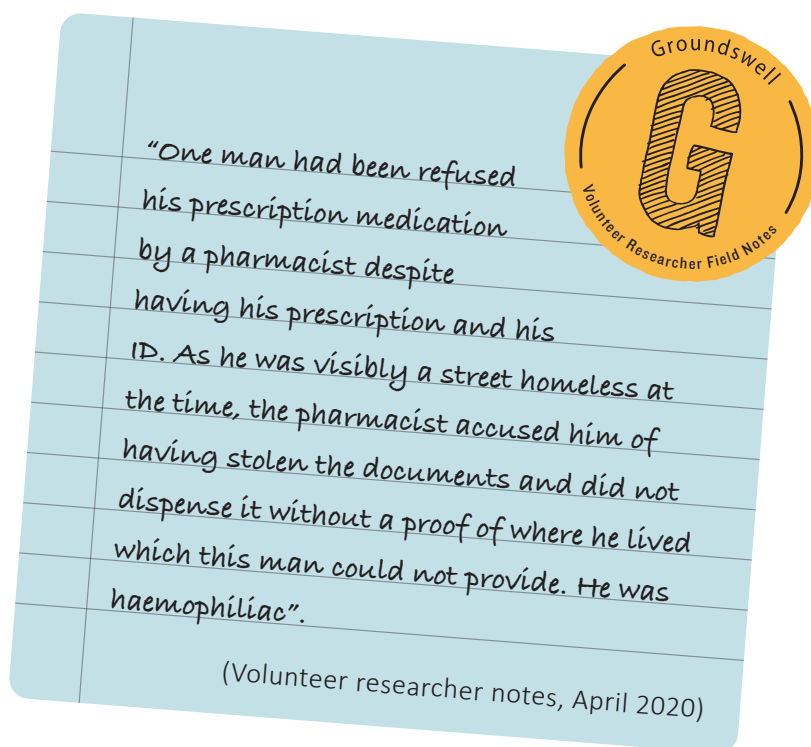 Groundswell
G
Volunteer Researcher Field Notes
“One man had been refused
his prescription medication
by a pharmacist despite
having his prescription and his
ID. As he was visibly a street homeless at
the time, the pharmacist accused him of
having stolen the documents and did not
dispense it without a proof of where he lived
which this man could not provide. He was
haemophiliac”.
(Volunteer researcher notes, April 2020)